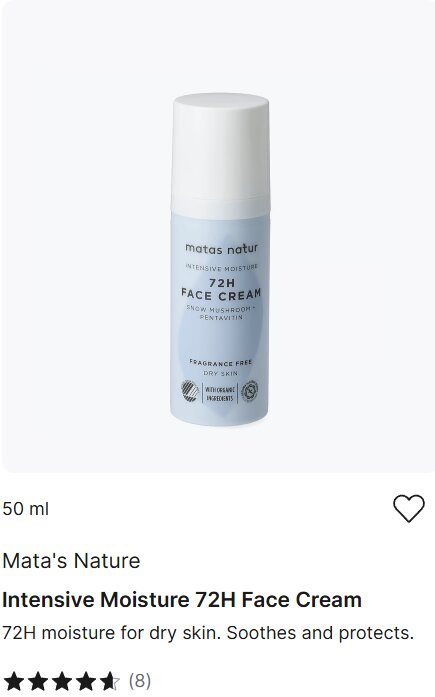 matas natur
INTENSIVE MOISTURE
72H
FACE CREAM
SNOW MUSHROOM +
PENTAVITIN
FRAGRANCE FREE
DRY SKIN
WITH ORGANIC
INGREDIENTS
50 ml
Mata's Nature
Intensive Moisture 72H Face Cream
72H moisture for dry skin. Soothes and protects.
(8)